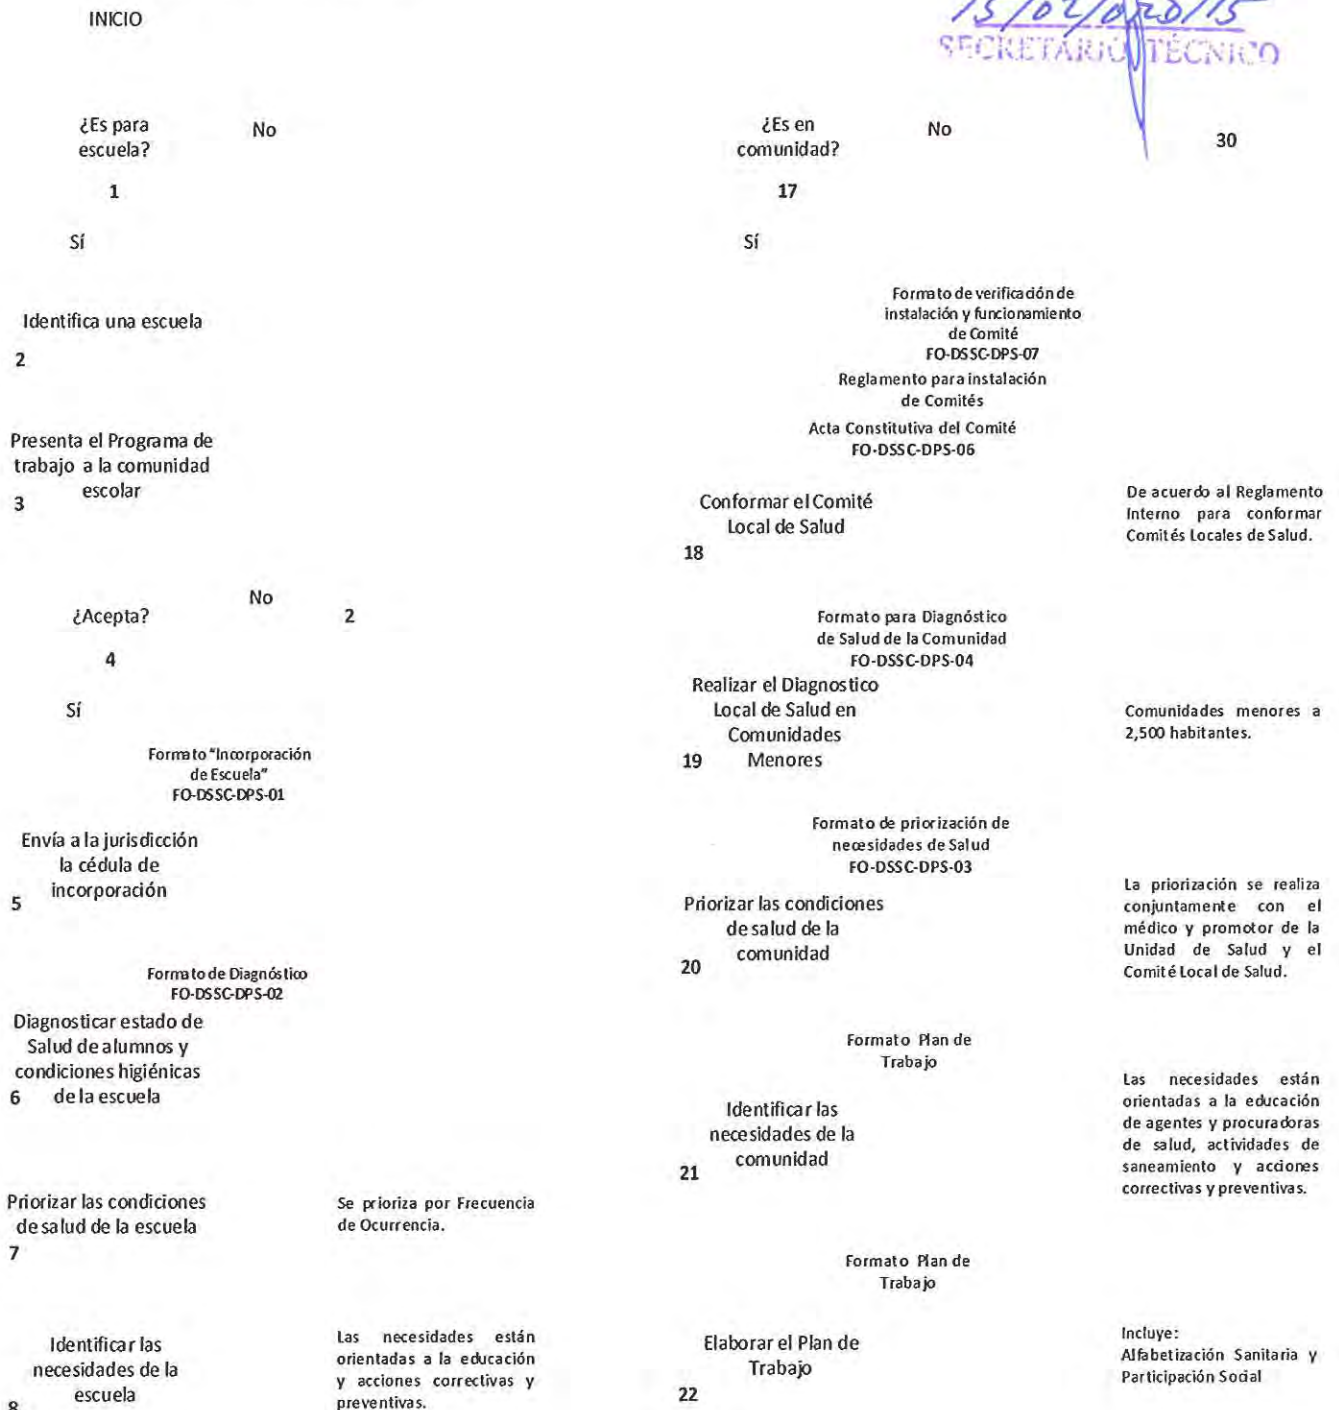 INICIO
¿Es para
escuela?
No
1
Sí
Identifica una escuela
2
Presenta el Programa de
trabajo a la comunidad
escolar
3
No
¿Acepta?
2
4
Sí
Formato "Incorporación
de Escuela"
FO-DSSC-DPS-01
Envía a la jurisdicción
la cédula de
incorporación
5
Formato de Diagnóstico
FO-DSSC-DPS-02
Diagnosticar estado de
Salud de alumnos y
condiciones higiénicas
de la escuela
6
Priorizar las condiciones
de salud de la escuela
7
Se prioriza por Frecuencia
de Ocurrencia.
Identificar las
necesidades de la
escuela
8
Las necesidades están
orientadas a la educación
y acciones correctivas y
preventivas.
SECRETARIO TÉCNICO
¿Es en
comunidad?
No
30
17
Sí
Formato de verificación de
instalación y funcionamiento
de Comité
FO-DSSC-DPS-07
Reglamento para instalación
de Comités
Acta Constitutiva del Comité
FO-DSSC-DPS-06
Conformar el Comité
Local de Salud
18
De acuerdo al Reglamento
Interno para conformar
Comités Locales de Salud.
Formato para Diagnóstico
de Salud de la Comunidad
FO-DSSC-DPS-04
Realizar el Diagnostico
Local de Salud en
Comunidades
Menores
19
Comunidades menores a
2,500 habitantes.
Formato de priorización de
necesidades de Salud
FO-DSSC-DPS-03
Priorizar las condiciones
de salud de la
comunidad
20
La priorización se realiza
conjuntamente con el
médico y promotor de la
Unidad de Salud y el
Comité Local de Salud.
Formato Plan de
Trabajo
Identificar las
necesidades de la
comunidad
21
Las necesidades están
orientadas a la educación
de agentes y procuradoras
de salud, actividades de
saneamiento y acciones
correctivas y preventivas.
Formato Plan de
Trabajo
Elaborar el Plan de
Trabajo
22
Incluye:
Alfabetización Sanitaria y
Participación Social